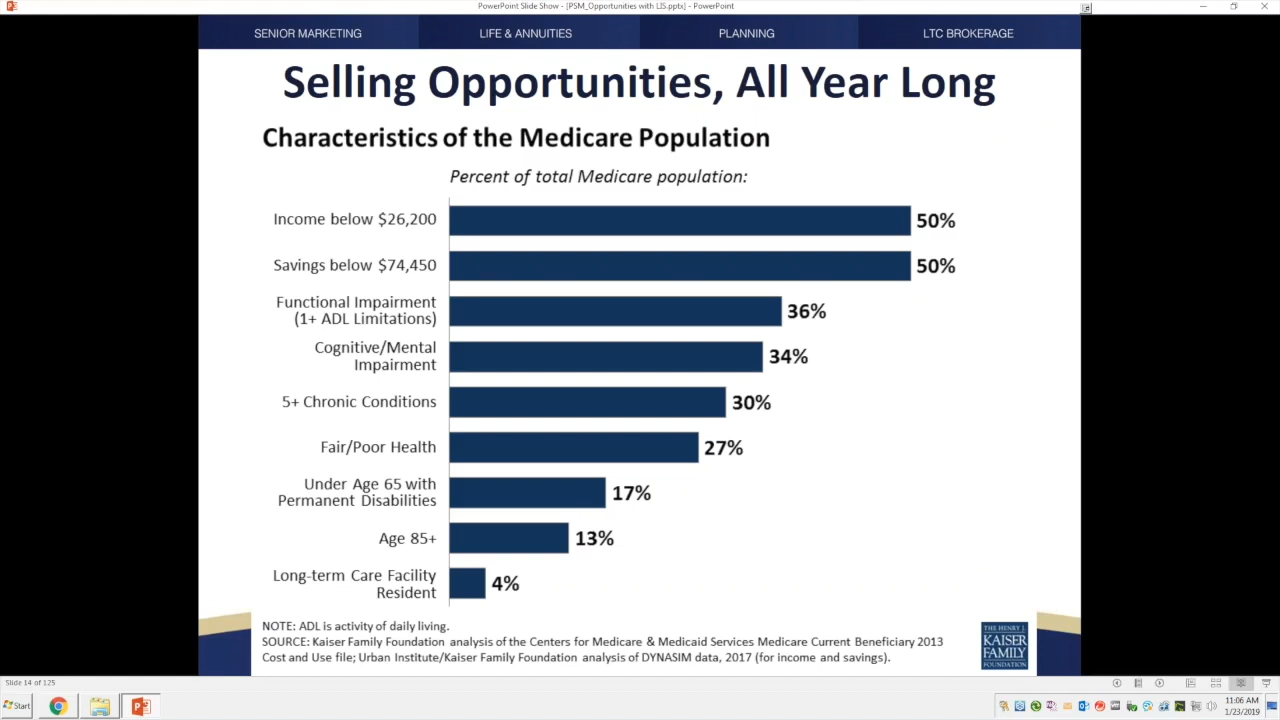 PowerPoint Slide Show - [PSM_Opportunities with LIS.pptx] - PowerPoint
SENIOR MARKETING
LIFE & ANNUITIES
PLANNING
LTC BROKERAGE
Selling Opportunities, All Year Long
Characteristics of the Medicare Population
Percent of total Medicare population:
Income below $26,200
50%
Savings below $74,450
50%
Functional Impairment
(1+ ADL Limitations)
36%
Cognitive/Mental
Impairment
34%
5+ Chronic Conditions
30%
Fair/Poor Health
27%
Under Age 65 with
Permanent Disabilities
17%
Age 85+
13%
Long-term Care Facility
Resident
4%
NOTE: ADL is activity of daily living.
SOURCE: Kaiser Family Foundation analysis of the Centers for Medicare & Medicaid Services Medicare Current Beneficiary 2013
Cost and Use file; Urban Institute/Kaiser Family Foundation analysis of DYNASIM data, 2017 (for income and savings).
THE HENRY J.
KAISER
FAMILY
FOUNDATION
Slide 14 of 125
Start
11:06 AM
1/23/2019